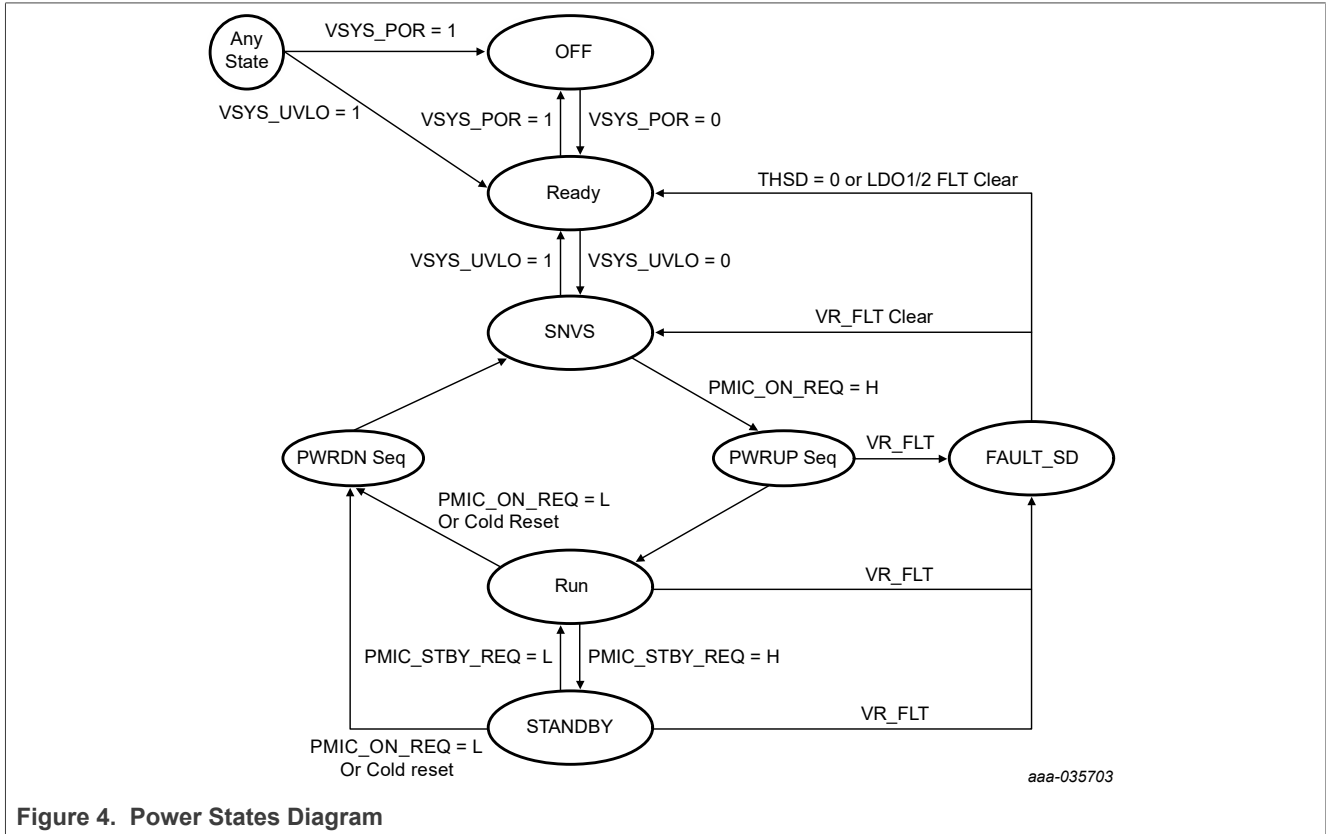 Any
State
VSYS_POR = 1
OFF
VSYS_UVLO = 1
VSYS_POR = 1
VSYS_POR = 0
Ready
THSD = 0 or LDO1/2 FLT Clear
VSYS_UVLO = 1
VSYS_UVLO = 0
SNVS
VR_FLT Clear
PMIC_ON_REQ = H
PWRDN Seq
PWRUP Seq
VR_FLT
FAULT_SD
PMIC_ON_REQ = L
Or Cold Reset
Run
VR_FLT
PMIC_STBY_REQ = L
PMIC_STBY_REQ = H
STANDBY
VR_FLT
PMIC_ON_REQ = L
Or Cold reset
aaa-035703
Figure 4. Power States Diagram